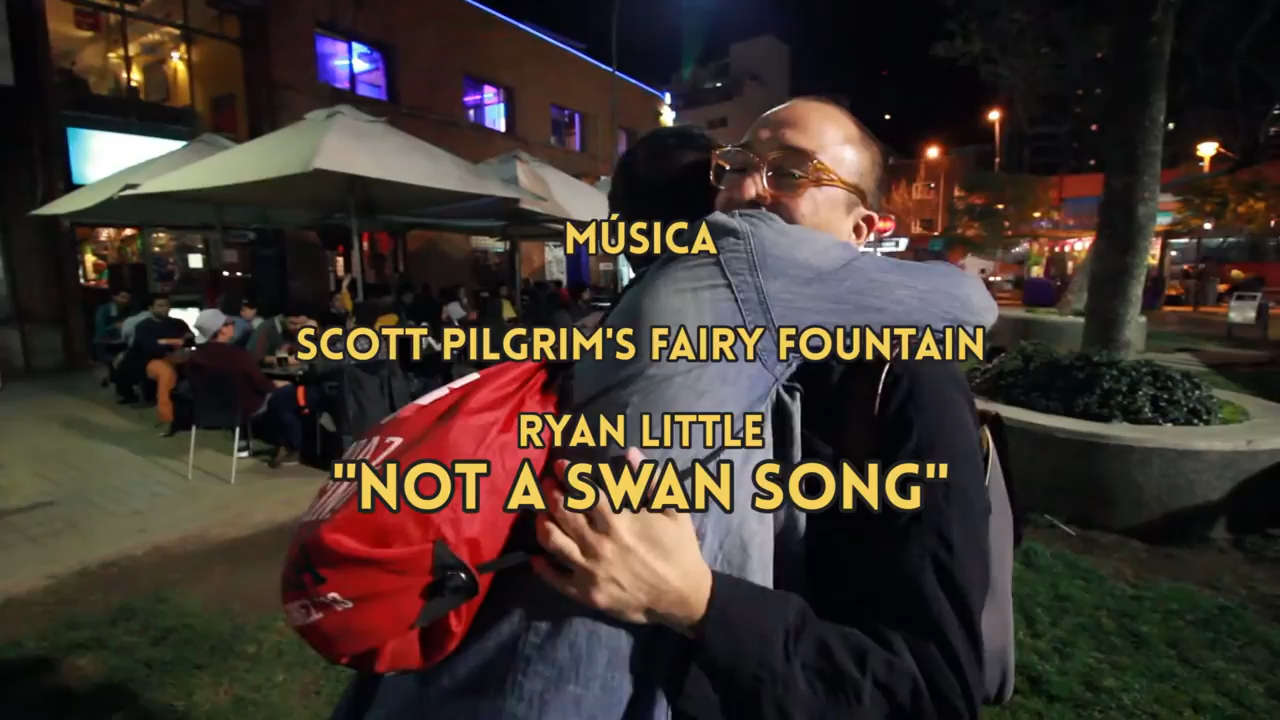 MÚSICA
SCOTT PILGRIM'S FAIRY FOUNTAIN
RYAN LITTLE
"NOT A SWAN SONG"